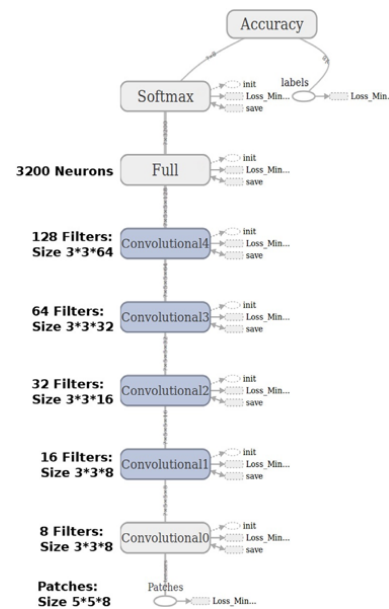 Accuracy
labels
init
Softmax
Loss_Min...
Loss_Min...
save
init
3200 Neurons
Full
Loss_Min...
save
128 Filters:
Size 3*3*64
Convolutional4
init
Loss_Min...
save
64 Filters:
Size 3*3*32
Convolutional3
init
Loss_Min...
save
32 Filters:
Size 3*3*16
Convolutional2
init
Loss_Min...
save
16 Filters:
Size 3*3*8
Convolutional1
init
Loss_Min...
save
8 Filters:
Size 3*3*8
Convolutional0
init
Loss_Min...
save
Patches:
Size 5*5*8
Patches
Loss_Min...